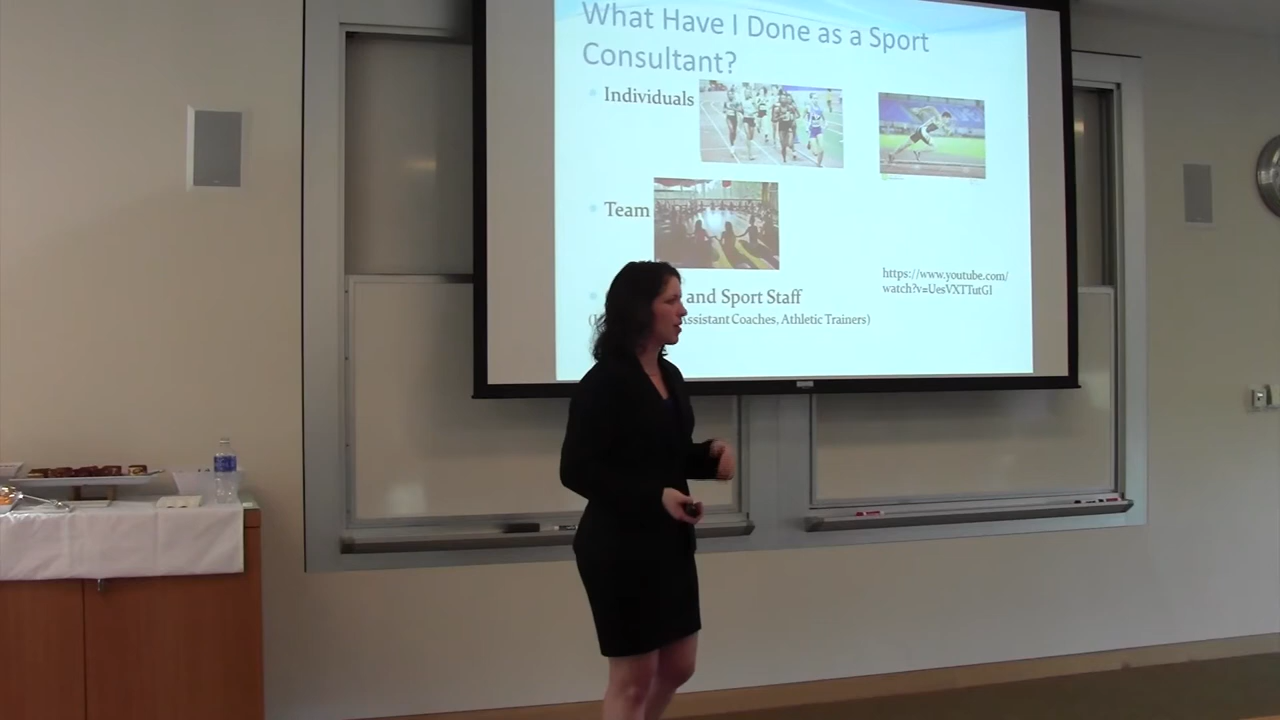 What Have I Done as a Sport
Consultant?
Individuals
Team
https://www.youtube.com/
watch?v=UesVXTTutGI
and Sport Staff
Assistant Coaches, Athletic Trainers)